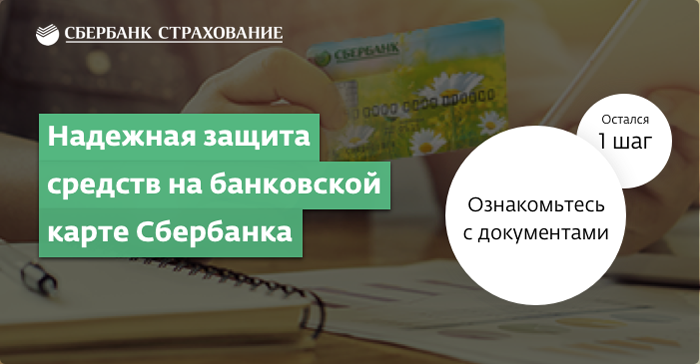 СБЕРБАНК СТРАХОВАНИЕ
СБЕРБАНК
Надежная защита
средств на банковской
карте Сбербанка
Остался
1 шаг
Ознакомьтесь
с документами